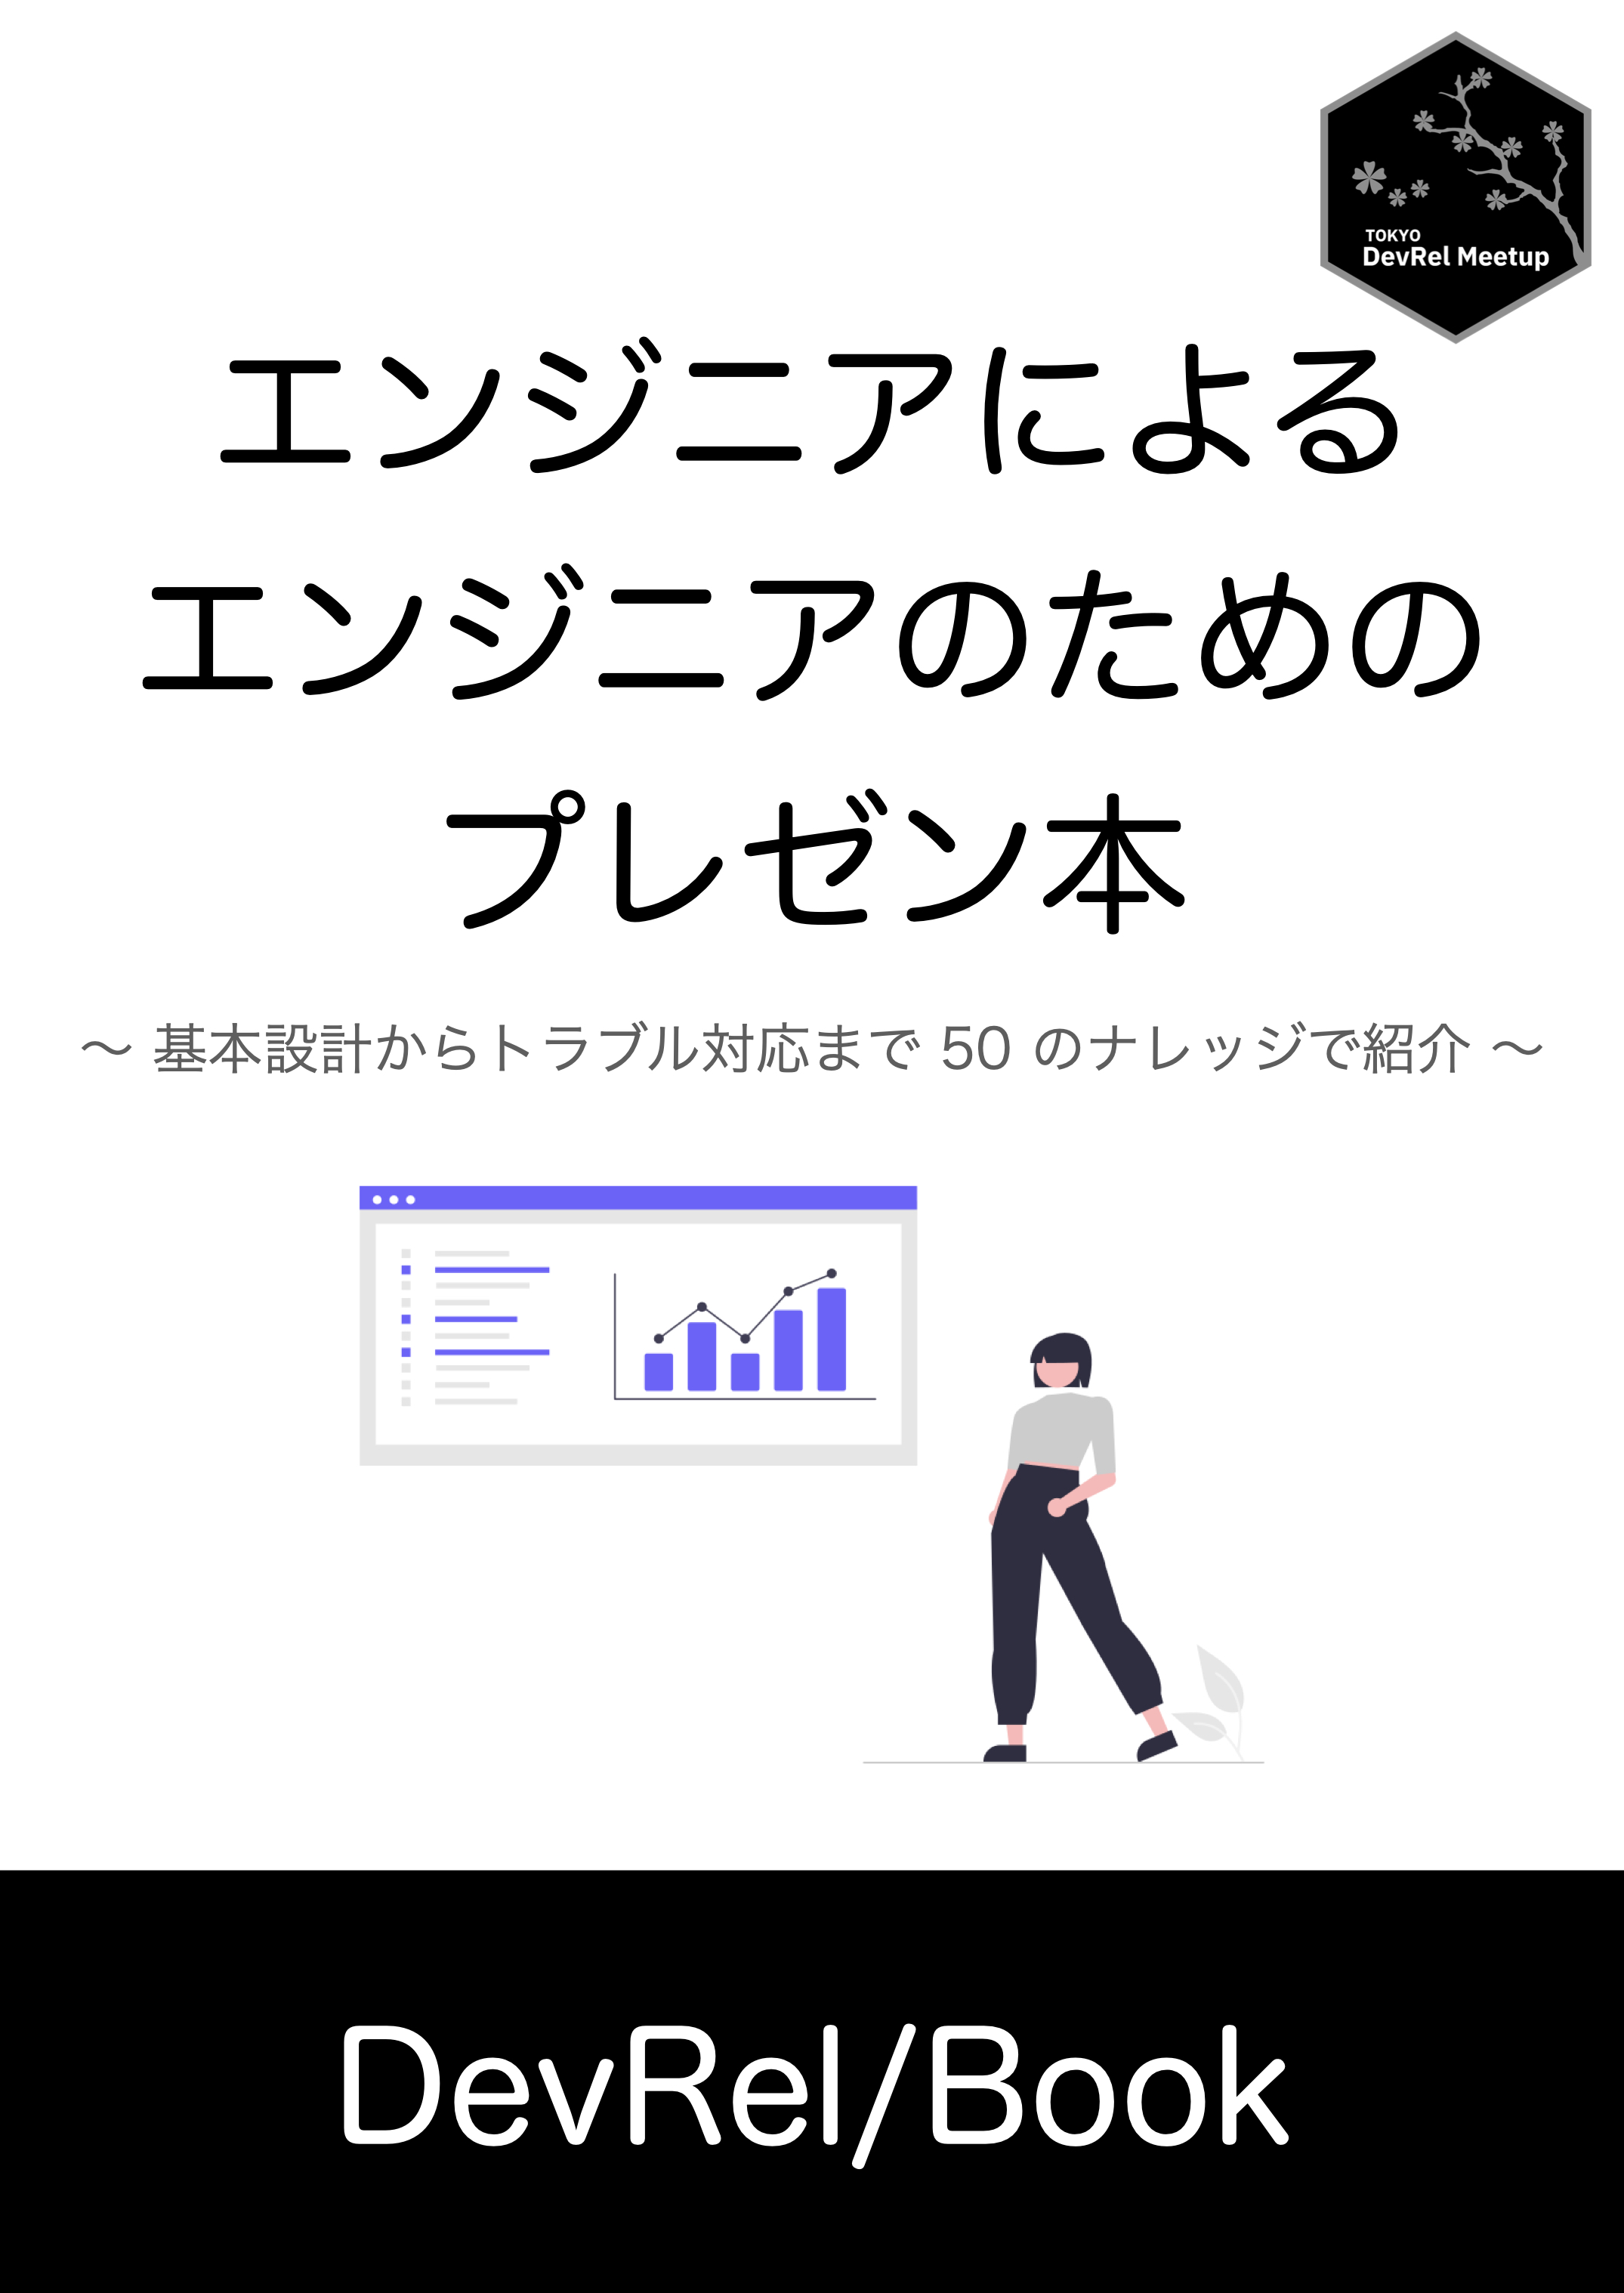 TOKYO
DevRel Meetup
エンジニアによる
エンジニアのための
プレゼン本
〜 基本設計からトラブル対応まで 50 のナレッジで紹介 〜
DevRel/Book